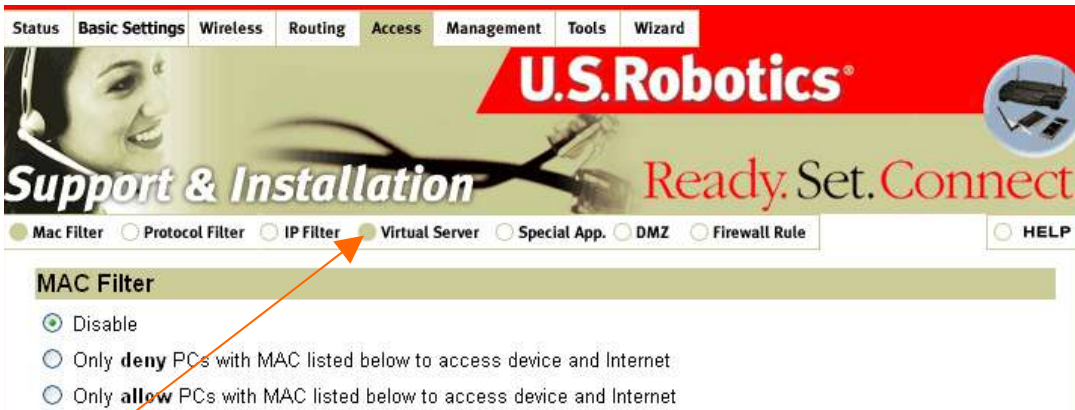 Status Basic Settings Wireless Routing Access Management Tools Wizard
U.S.Robotics®
Support & Installation
Ready. Set. Connect
Mac Filter Protocol Filter IP Filter Virtual Server Special App. DMZ Firewall Rule HELP
MAC Filter
Disable
Only deny PCs with MAC listed below to access device and Internet
Only allow PCs with MAC listed below to access device and Internet